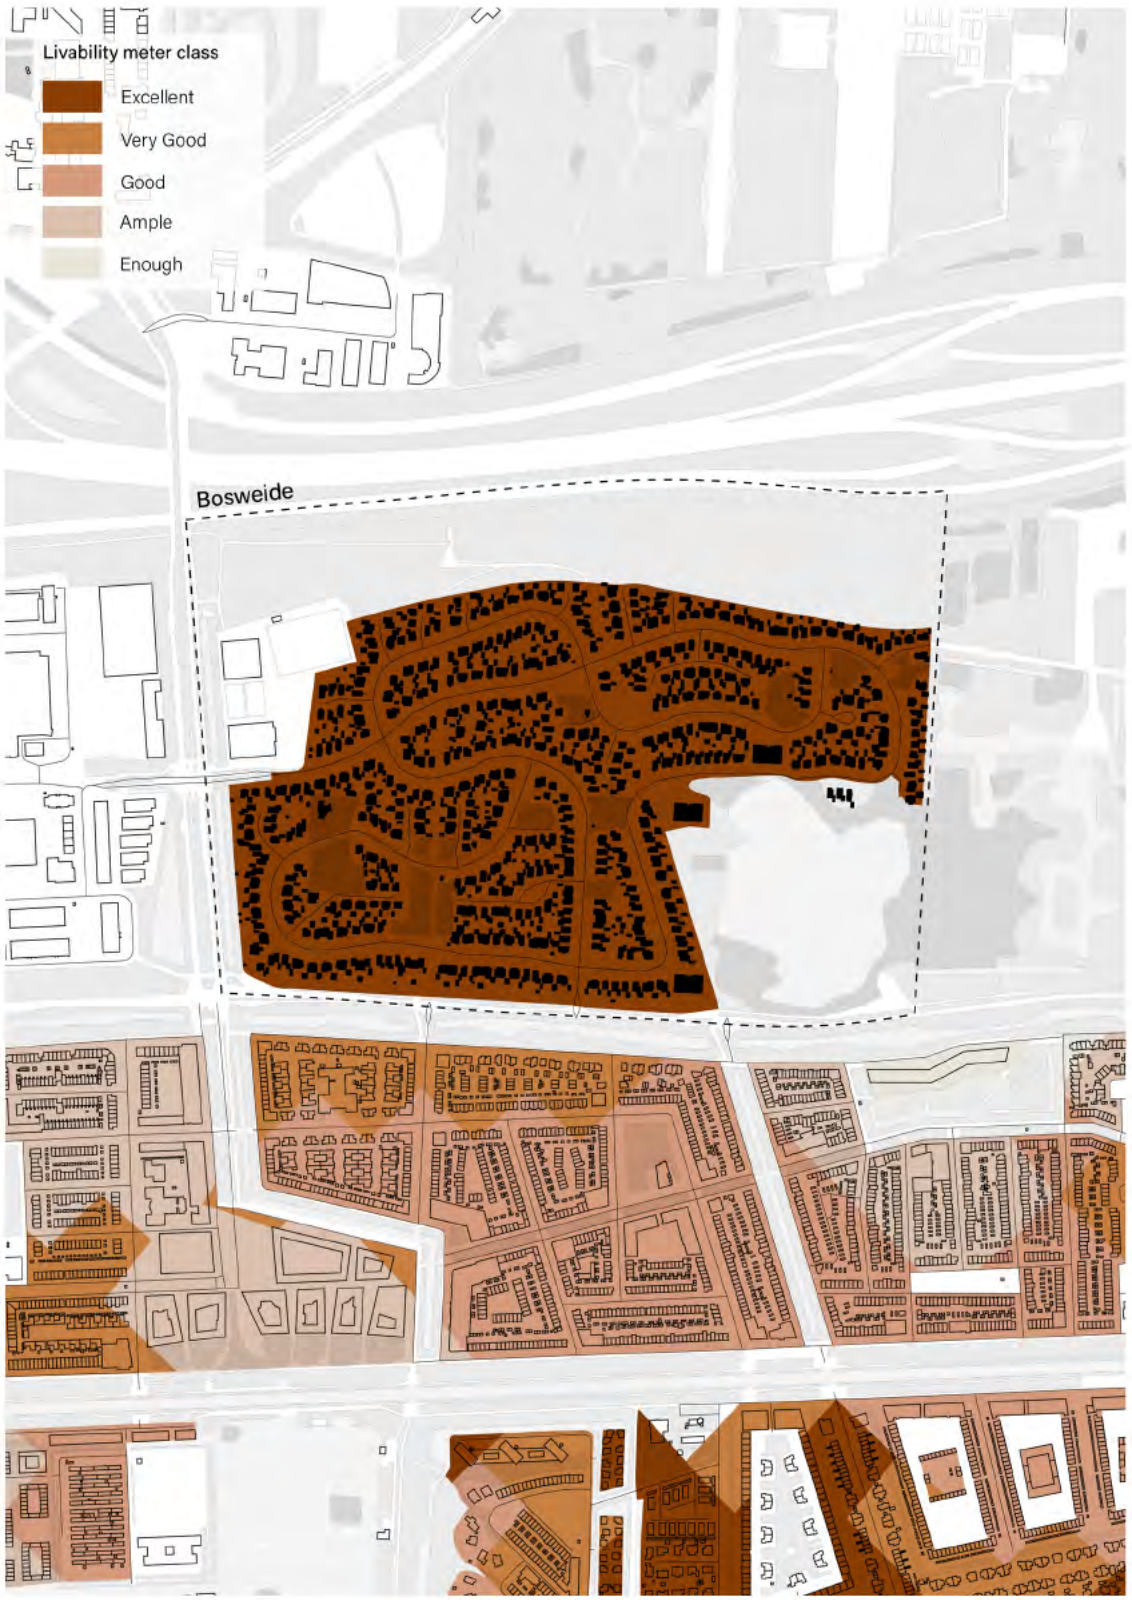 Livability meter class
Excellent
Very Good
Good
Ample
Enough
Bosweide